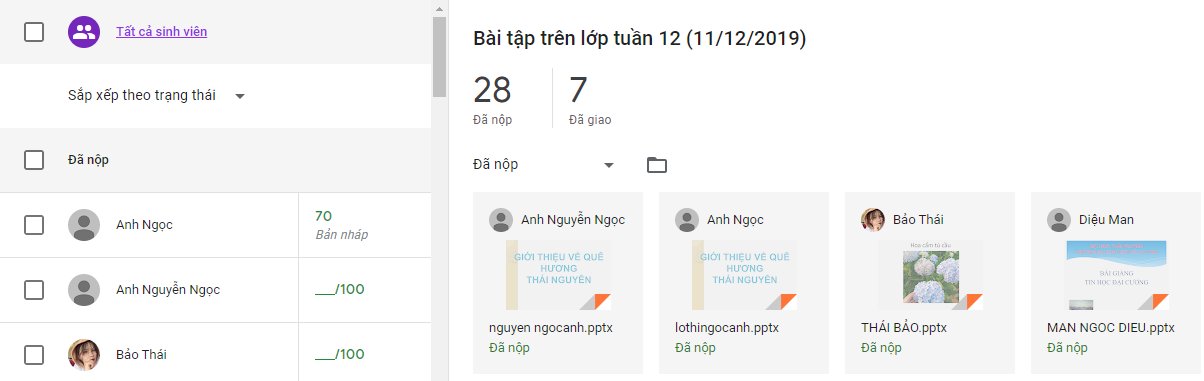 Tất cả sinh viên
Sắp xếp theo trạng thái
Đã nộp
Anh Ngọc
70
Bản nháp
Anh Nguyễn Ngọc
___/100
Bảo Thái
___/100
Bài tập trên lớp tuần 12 (11/12/2019)
28
Đã nộp
7
Đã giao
Đã nộp
Anh Nguyễn Ngọc
GIỚI THIỆU VỀ QUÊ
HƯƠNG
THÁI NGUYÊN
nguyen ngocanh.pptx
Đã nộp
Anh Ngọc
GIỚI THIỆU VỀ QUÊ
HƯƠNG
THÁI NGUYÊN
lothingocanh.pptx
Đã nộp
Bảo Thái
Hoa cẩm tú cầu
THÁI BẢO.pptx
Đã nộp
Diệu Man
BÀI GIẢNG
TIN HỌC ĐẠI CƯƠNG
MAN NGOC DIEU.pptx
Đã nộp